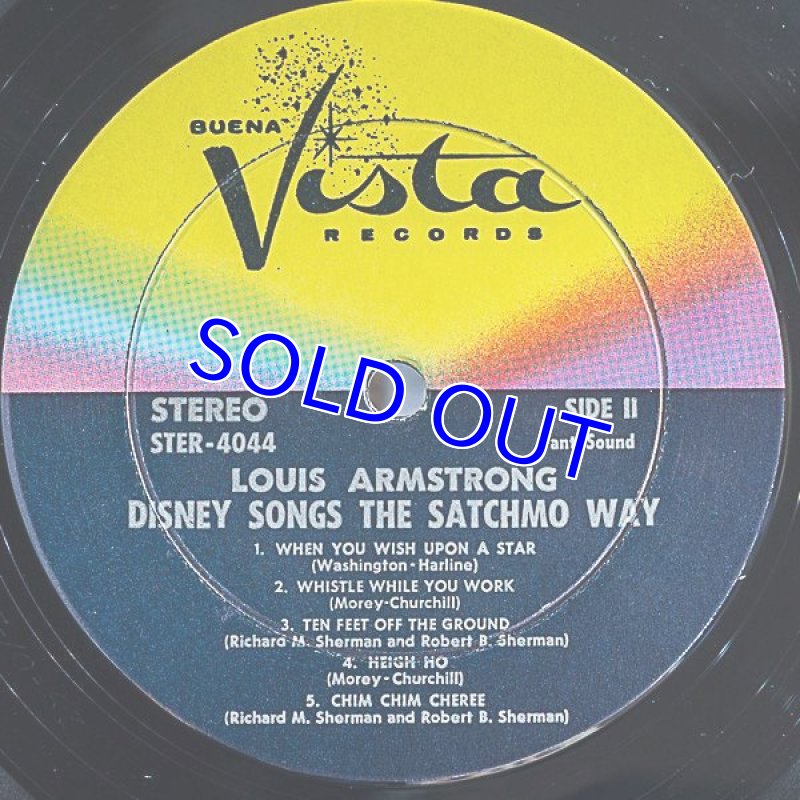 BUENA
Vista
RECORDS
SOLD OUT
STEREO SIDE II
STER-4044 Sound
LOUIS ARMSTRONG
DISNEY SONGS THE SATCHMO WAY
1. WHEN YOU WISH UPON A STAR
(Washington-Harline)
2. WHISTLE WHILE YOU WORK
(Morey-Churchill)
3. TEN FEET OFF THE GROUND
(Richard M. Sherman and Robert B. Sherman)
4. HEIGH HO
(Morey-Churchill)
5. CHIM CHIM CHEREE
(Richard M. Sherman and Robert B. Sherman)